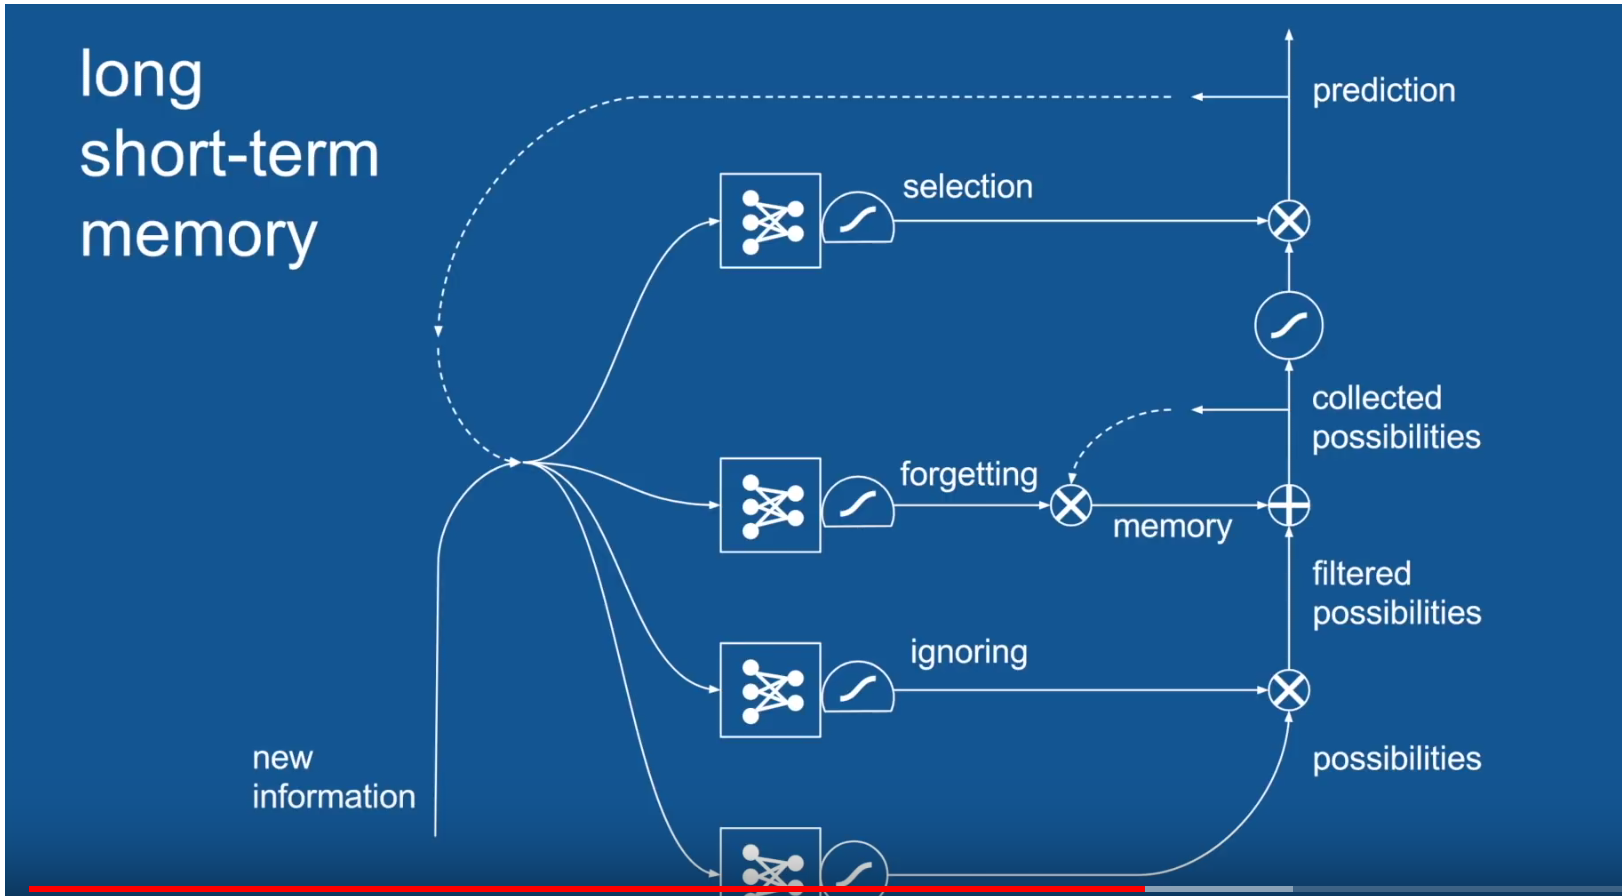 long
short-term
memory
prediction
selection
collected
possibilities
forgetting
memory
filtered
possibilities
ignoring
new
information
possibilities